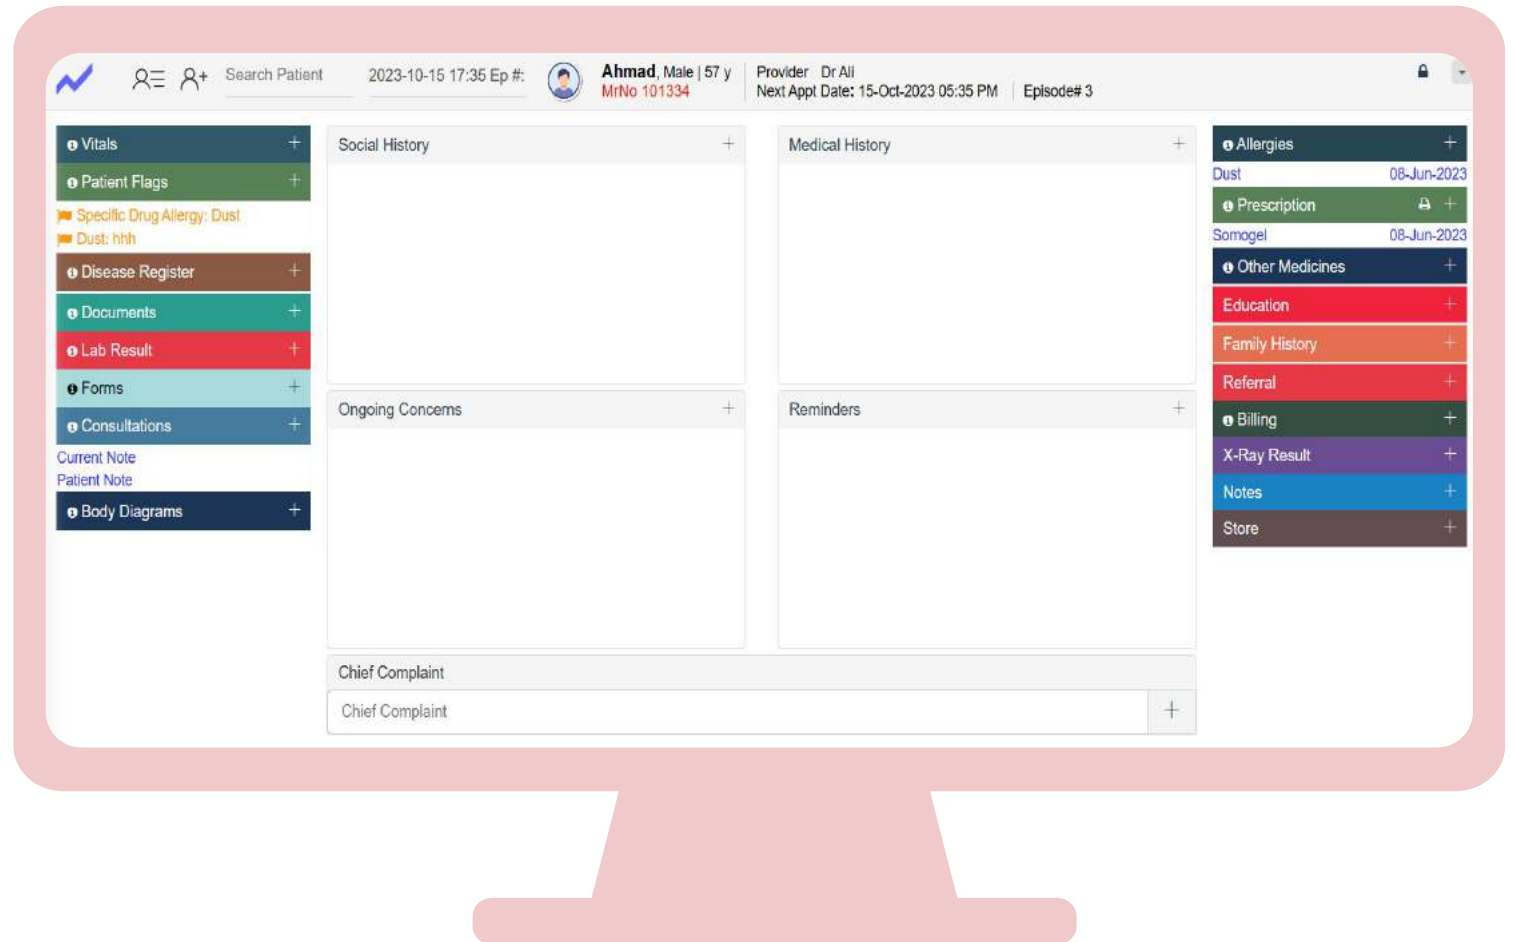 Search Patient
2023-10-15 17:35 Ep #:
Ahmad, Male | 57 y
MrNo 101334
Provider Dr Ali
Next Appt Date: 15-Oct-2023 05:35 PM
Episode# 3
Vitals
Patient Flags
Specific Drug Allergy: Dust
Dust: hhh
Disease Register
Documents
Lab Result
Forms
Consultations
Current Note
Patient Note
Body Diagrams
Social History
Medical History
Ongoing Concerns
Reminders
Chief Complaint
Chief Complaint
Allergies
Dust 08-Jun-2023
Prescription
Somogel 08-Jun-2023
Other Medicines
Education
Family History
Referral
Billing
X-Ray Result
Notes
Store